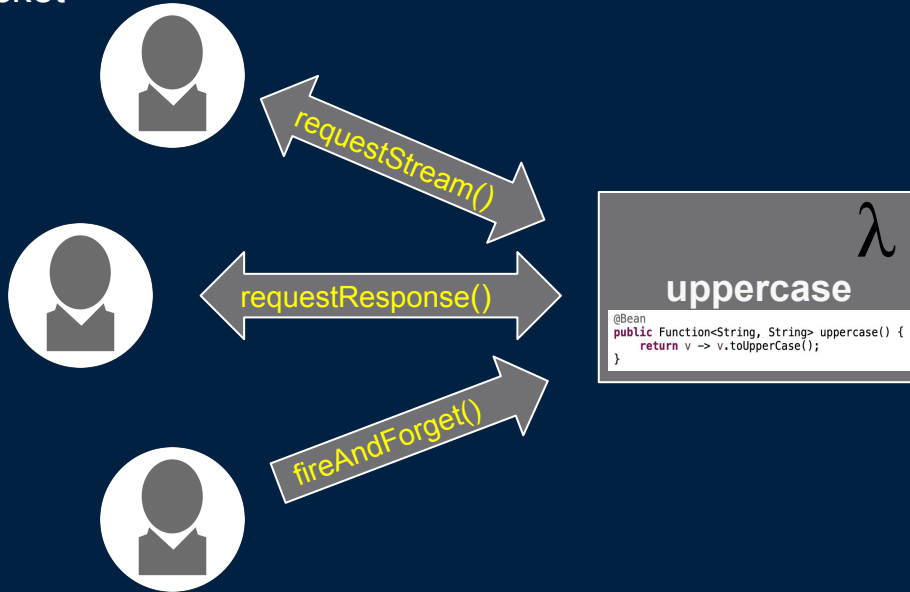 requestStream()
λ
requestResponse()
uppercase
@Bean
public Function<String, String> uppercase() {
    return v -> v.toUpperCase();
}
fireAndForget()